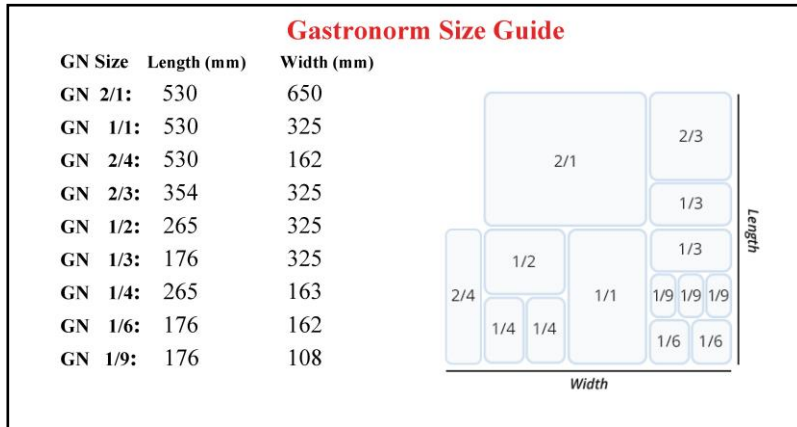 Gastronorm Size Guide
GN Size Length (mm) Width (mm)
GN 2/1: 530 650
GN 1/1: 530 325
GN 2/4: 530 162
GN 2/3: 354 325
GN 1/2: 265 325
GN 1/3: 176 325
GN 1/4: 265 163
GN 1/6: 176 162
GN 1/9: 176 108
2/1
2/3
1/3
1/3
1/2
2/4
1/1
1/9 1/9 1/9
1/4 1/4
1/6 1/6
Length
Width